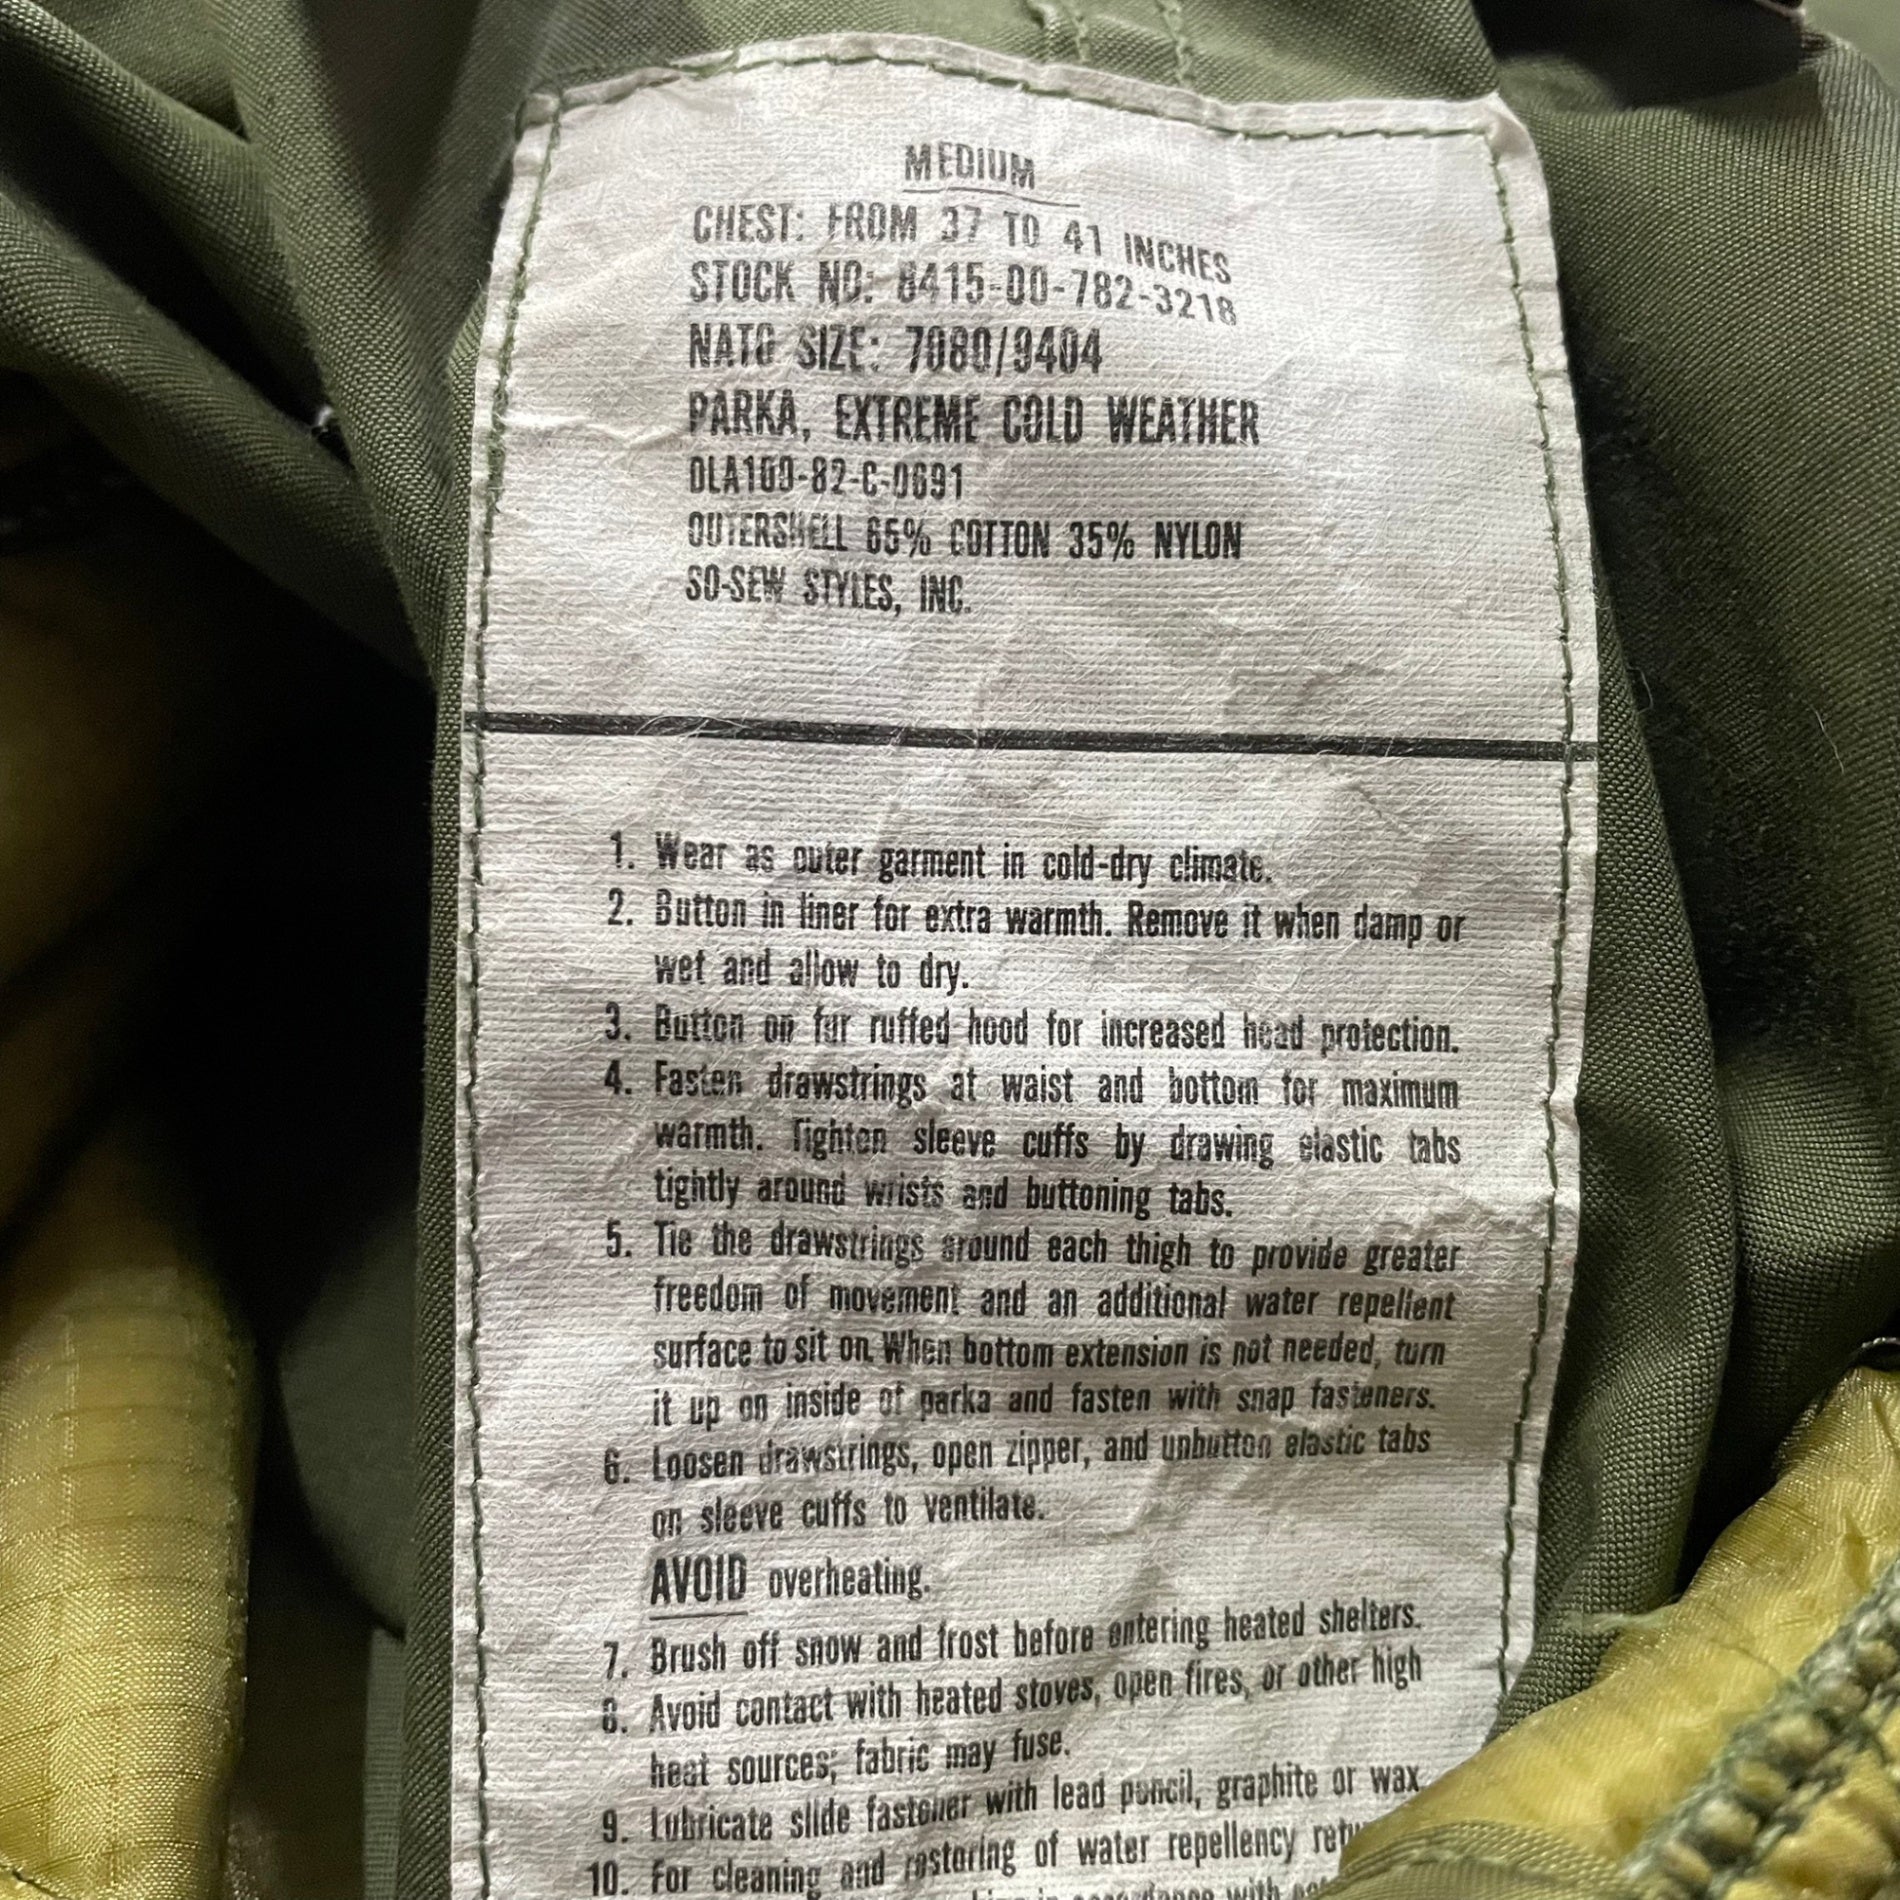 MEDIUM
CHEST: FROM 37 TO 41 INCHES
STOCK NO: 8415-00-782-3218
NATO SIZE: 7080/9404
PARKA, EXTREME COLD WEATHER
DLA100-82-C-0691
OUTERSHELL 65% COTTON 35% NYLON
SO-SEW STYLES, INC.
1. Wear as outer garment in cold-dry climate.
2. Button in liner for extra warmth. Remove it when damp or
wet and allow to dry.
3. Button on fur ruffed hood for increased head protection.
4. Fasten drawstrings at waist and bottom for maximum
warmth. Tighten sleeve cuffs by drawing elastic tabs
tightly around wrists and buttoning tabs.
5. Tie the drawstrings around each thigh to provide greater
freedom of movement and an additional water repellent
surface to sit on. When bottom extension is not needed, turn
it up on inside of parka and fasten with snap fasteners.
6. Loosen drawstrings, open zipper, and unbutton elastic tabs
on sleeve cuffs to ventilate.
AVOID overheating.
7. Brush off snow and frost before entering heated shelters.
8. Avoid contact with heated stoves, open fires, or other high
heat sources; fabric may fuse.
9. Lubricate slide fastener with lead pencil, graphite or wax
10. For cleaning and restoring of water repellency
with